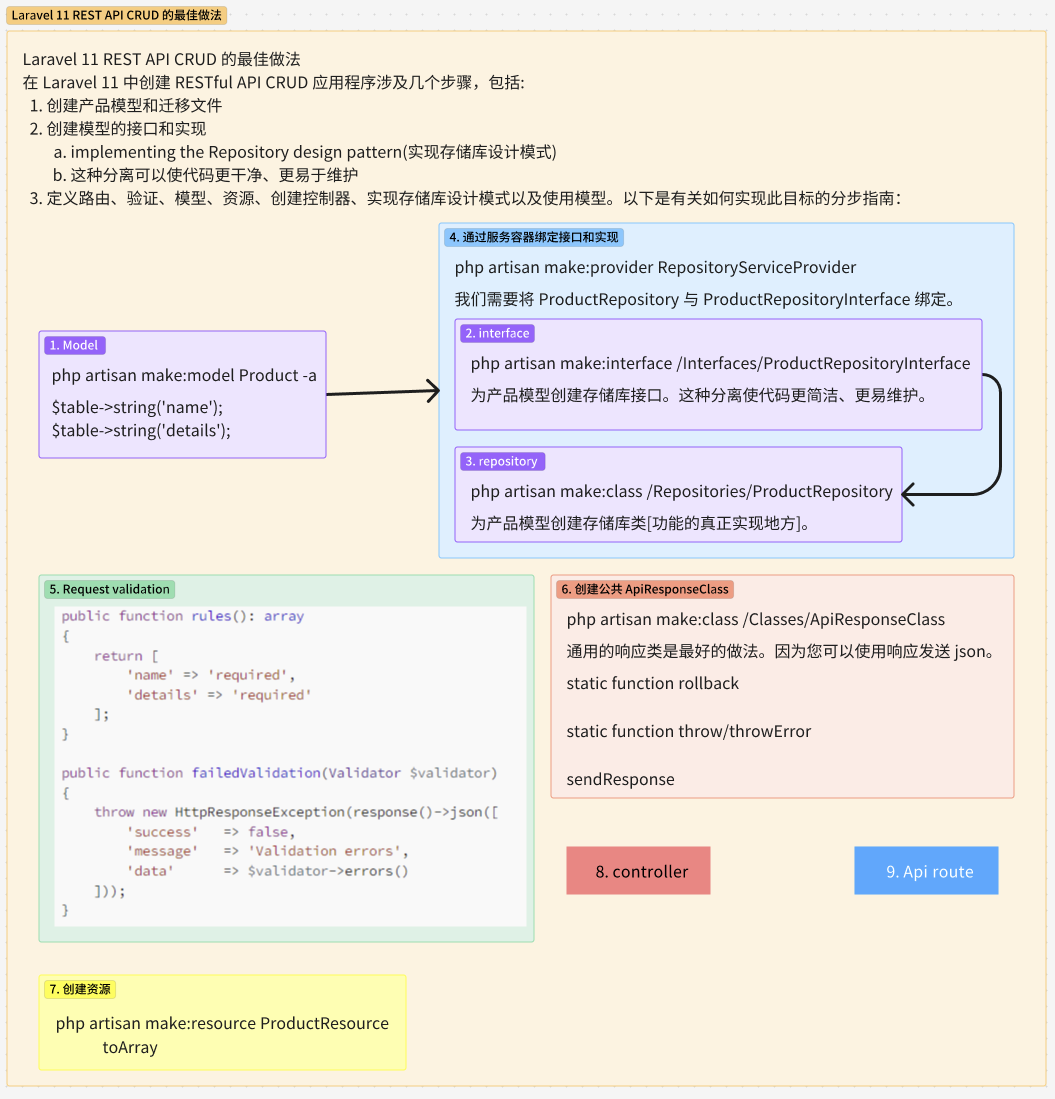 Laravel 11 REST API CRUD 的最佳做法
Laravel 11 REST API CRUD 的最佳做法
在 Laravel 11 中创建 RESTful API CRUD 应用程序涉及几个步骤，包括:
1. 创建产品模型和迁移文件
2. 创建模型的接口和实现
a. implementing the Repository design pattern(实现存储库设计模式)
b. 这种分离可以使代码更干净、更易于维护
3. 定义路由、验证、模型、资源、创建控制器、实现存储库设计模式以及使用模型。以下是有关如何实现此目标的分步指南：
1. Model
php artisan make:model Product -a
$table->string('name');
$table->string('details');
4. 通过服务容器绑定接口和实现
php artisan make:provider RepositoryServiceProvider
我们需要将 ProductRepository 与 ProductRepositoryInterface 绑定。
2. interface
php artisan make:interface /Interfaces/ProductRepositoryInterface
为产品模型创建存储库接口。这种分离使代码更简洁、更易维护。
3. repository
php artisan make:class /Repositories/ProductRepository
为产品模型创建存储库类[功能的真正实现地方]。
5. Request validation
public function rules(): array
{
    return [
        'name' => 'required',
        'details' => 'required'
    ];
}
public function failedValidation(Validator $validator)
{
    throw new HttpResponseException(response()->json([
        'success'   => false,
        'message'   => 'Validation errors',
        'data'      => $validator->errors()
    ]));
}
6. 创建公共 ApiResponseClass
php artisan make:class /Classes/ApiResponseClass
通用的响应类是最好的做法。因为您可以使用响应发送 json。
static function rollback
static function throw/throwError
sendResponse
8. controller
9. Api route
7. 创建资源
php artisan make:resource ProductResource
toArray